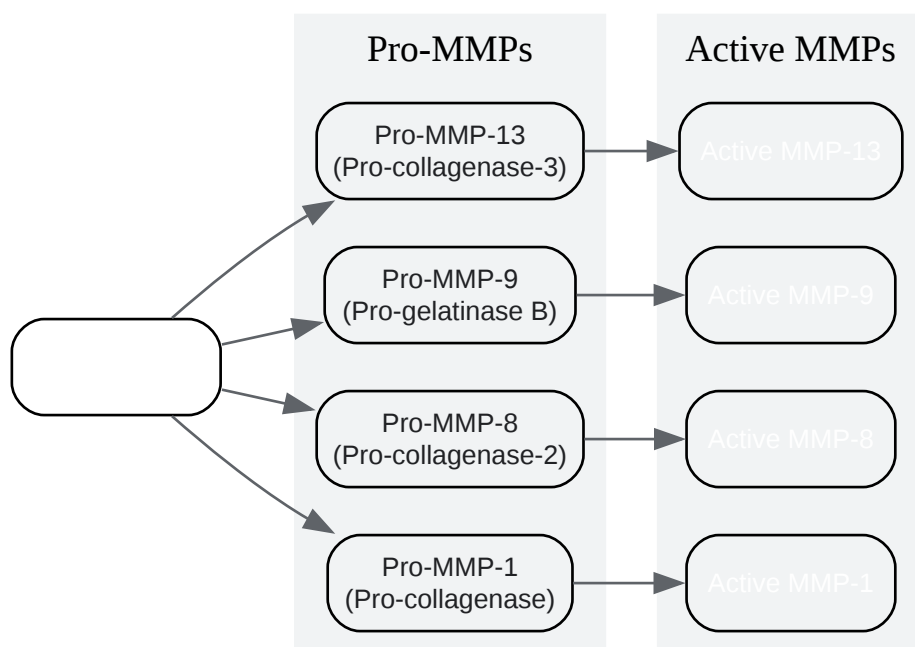 Pro-MMPs
Active MMPs
Pro-MMP-13
(Pro-collagenase-3)
Active MMP-13
Pro-MMP-9
(Pro-gelatinase B)
Active MMP-9
Pro-MMP-8
(Pro-collagenase-2)
Active MMP-8
Pro-MMP-1
(Pro-collagenase)
Active MMP-1